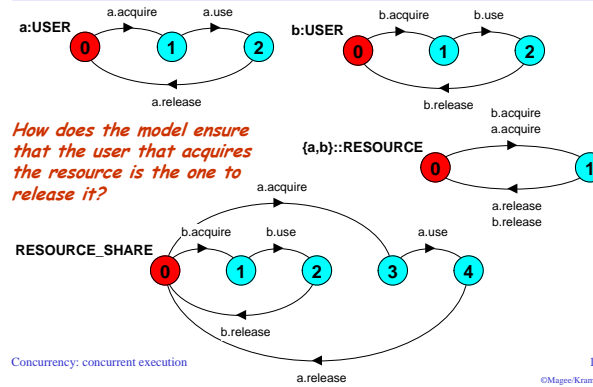 a:USER
a.acquire
a.use
0
1
2
a.release
b:USER
b.acquire
b.use
0
1
2
b.release
How does the model ensure
that the user that acquires
the resource is the one to
release it?
{a,b}::RESOURCE
b.acquire
a.acquire
0
1
a.release
b.release
RESOURCE_SHARE
a.acquire
b.acquire
b.use
a.use
0
1
2
3
4
b.release
a.release
Concurrency: concurrent execution
1
©Magee/Kram